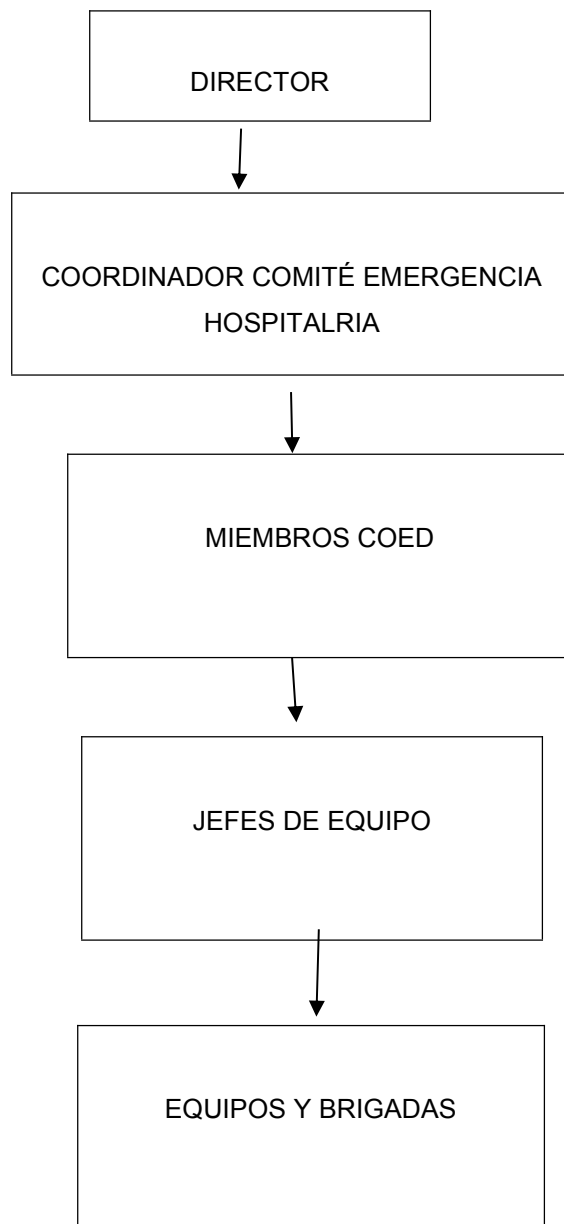 DIRECTOR
COORDINADOR COMITÉ EMERGENCIA
HOSPITALRIA
MIEMBROS COED
JEFES DE EQUIPO
EQUIPOS Y BRIGADAS